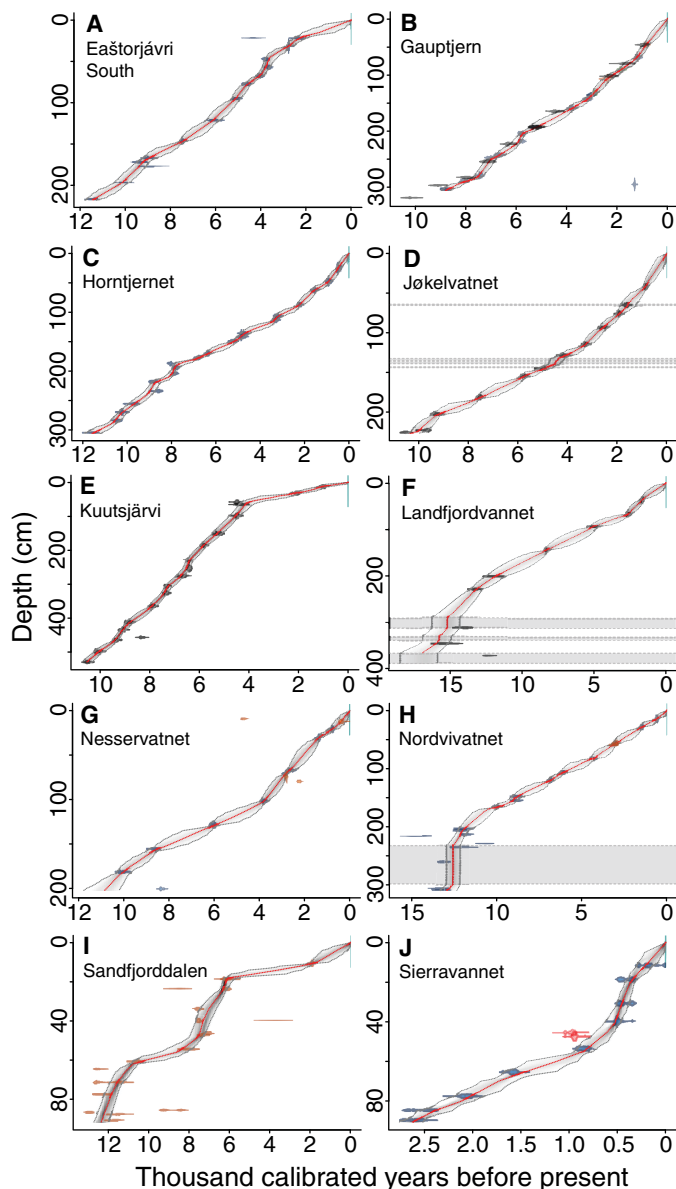 A
Eaštorjávri
South
0
100
200
12 10 8 6 4 2 0
B
Gauptjern
0
100
200
300
10 8 6 4 2 0
C
Horntjernet
0
100
200
300
12 10 8 6 4 2 0
D
Jøkelvatnet
0
100
200
10 8 6 4 2 0
E
Kuutsjärvi
0
200
400
10 8 6 4 2 0
F
Landfjordvannet
0
200
400
15 10 5 0
G
Nesservatnet
0
100
200
12 10 8 6 4 2 0
H
Nordvivatnet
0
100
200
300
15 10 5 0
I
Sandfjorddalen
0
40
80
12 10 8 6 4 2 0
J
Sierravannet
0
40
80
2.5 2.0 1.5 1.0 0.5 0
Depth (cm)
Thousand calibrated years before present